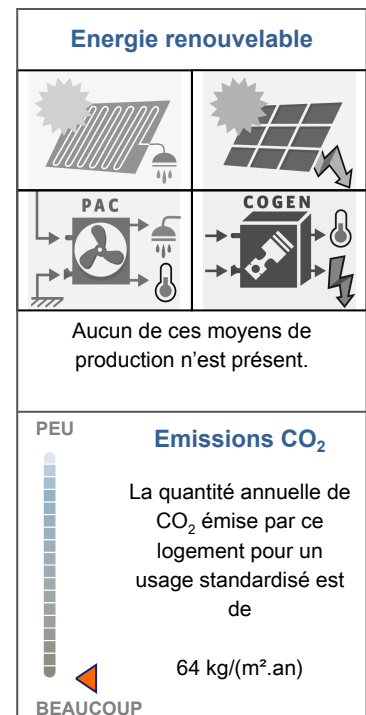 Energie renouvelable
PAC
COGEN
Aucun de ces moyens de
production n'est présent.
PEU
Emissions CO₂
La quantité annuelle de
CO₂ émise par ce
logement pour un
usage standardisé est
de
64 kg/(m².an)
BEAUCOUP